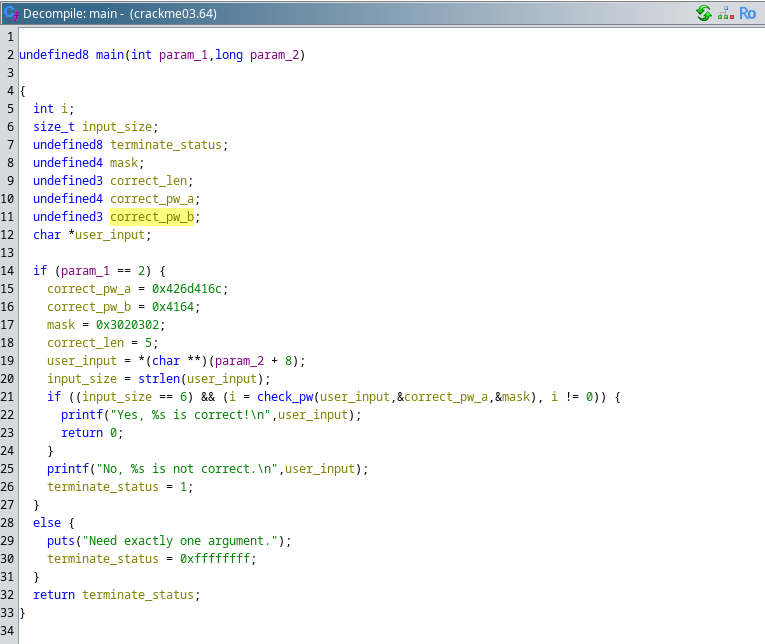 Decompile: main - (crackme03.64)
Ro
1
2 undefined8 main(int param_1,long param_2)
3
4 {
5 int i;
6 size_t input_size;
7 undefined8 terminate_status;
8 undefined4 mask;
9 undefined3 correct_len;
10 undefined4 correct_pw_a;
11 undefined3 correct_pw_b;
12 char *user_input;
13
14 if (param_1 == 2) {
15 correct_pw_a = 0x426d416c;
16 correct_pw_b = 0x4164;
17 mask = 0x3020302;
18 correct_len = 5;
19 user_input = *(char **)(param_2 + 8);
20 input_size = strlen(user_input);
21 if ((input_size == 6) && (i = check_pw(user_input,&correct_pw_a,&mask), i != 0)) {
22 printf("Yes, %s is correct!\n",user_input);
23 return 0;
24 }
25 printf("No, %s is not correct.\n",user_input);
26 terminate_status = 1;
27 }
28 else {
29 puts("Need exactly one argument.");
30 terminate_status = 0xffffffff;
31 }
32 return terminate_status;
33 }
34